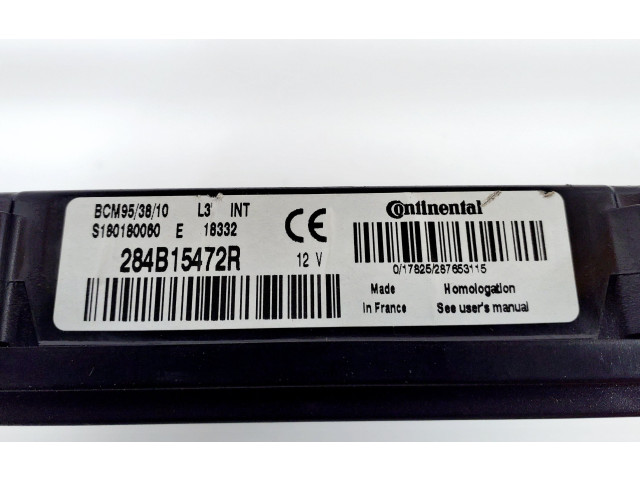 BCM95/38/10 L3 INT
S180180060 E 18332
284B15472R 12 V
CE
Continental
0/17825/287653115
Made Homologation
in France See user's manual